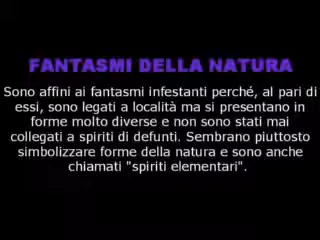 FANTASMI DELLA NATURA
Sono affini ai fantasmi infestanti perché, al pari di
essi, sono legati a località ma si presentano in
forme molto diverse e non sono stati mai
collegati a spiriti di defunti. Sembrano piuttosto
simbolizzare forme della natura e sono anche
chiamati "spiriti elementari".